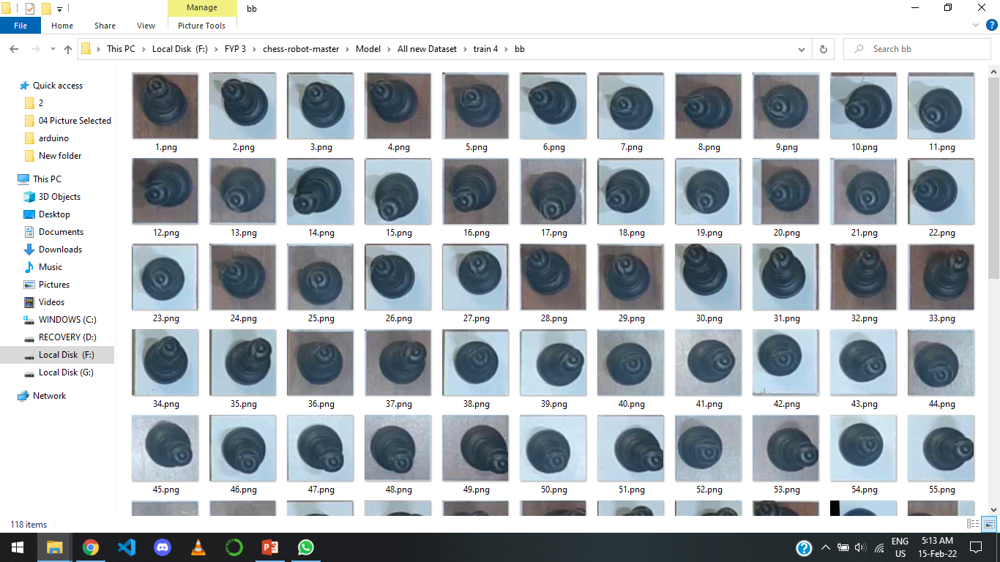 Manage
bb
File
Home
Share
View
Picture Tools
This PC
Local Disk (F:)
FYP 3
chess-robot-master
Model
All new Dataset
train 4
bb
Search bb
Quick access
2
04 Picture Selected
arduino
New folder
This PC
3D Objects
Desktop
Documents
Downloads
Music
Pictures
Videos
WINDOWS (C:)
RECOVERY (D:)
Local Disk (F:)
Local Disk (G:)
Network
1.png 2.png 3.png 4.png 5.png 6.png 7.png 8.png 9.png 10.png 11.png
12.png 13.png 14.png 15.png 16.png 17.png 18.png 19.png 20.png 21.png 22.png
23.png 24.png 25.png 26.png 27.png 28.png 29.png 30.png 31.png 32.png 33.png
34.png 35.png 36.png 37.png 38.png 39.png 40.png 41.png 42.png 43.png 44.png
45.png 46.png 47.png 48.png 49.png 50.png 51.png 52.png 53.png 54.png 55.png
118 items
ENG
US
5:13 AM
15-Feb-22